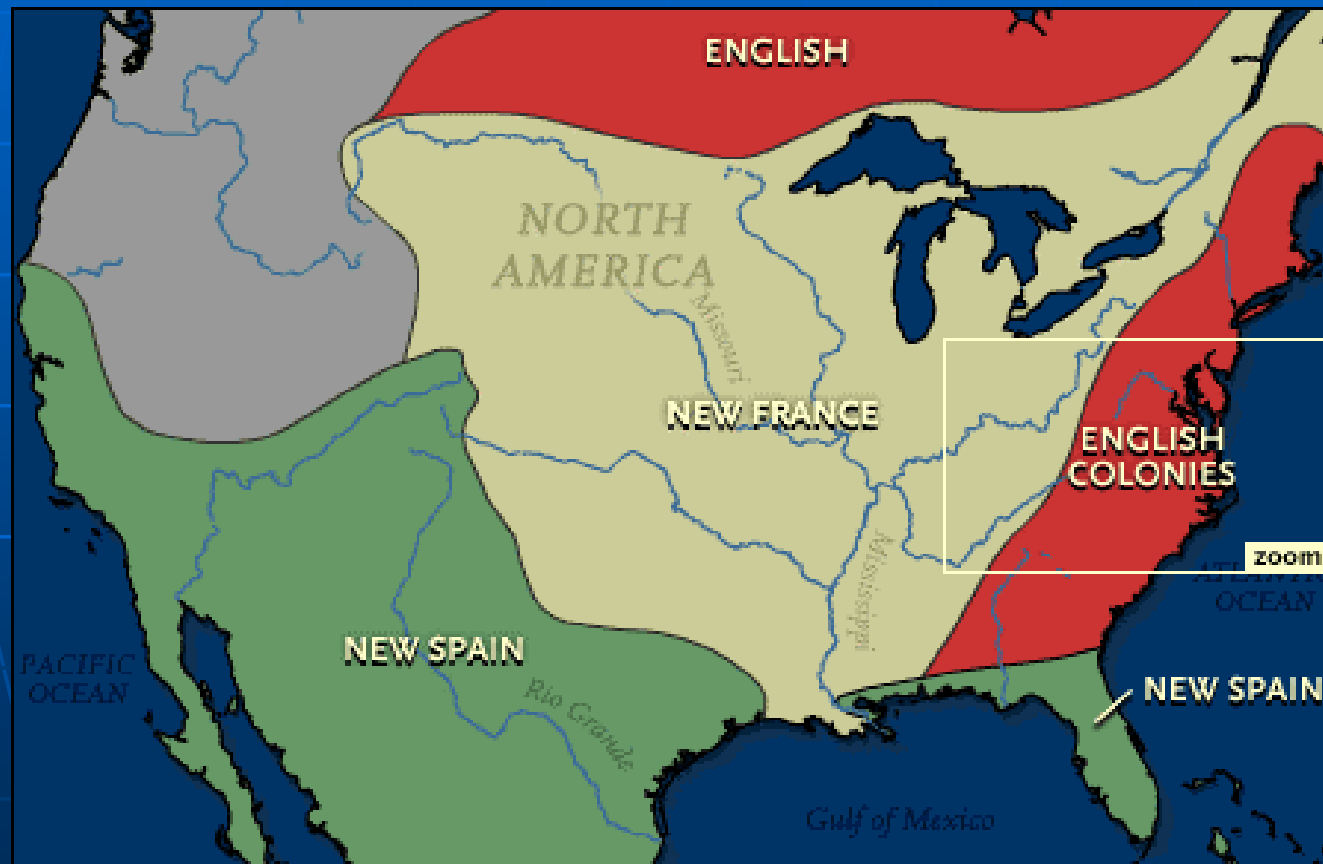 ENGLISH
NORTH
AMERICA
Missouri
NEW FRANCE
ENGLISH
COLONIES
zoom
Mississippi
ATLANTIC
OCEAN
NEW SPAIN
PACIFIC
OCEAN
Rio Grande
NEW SPAIN
Gulf of Mexico